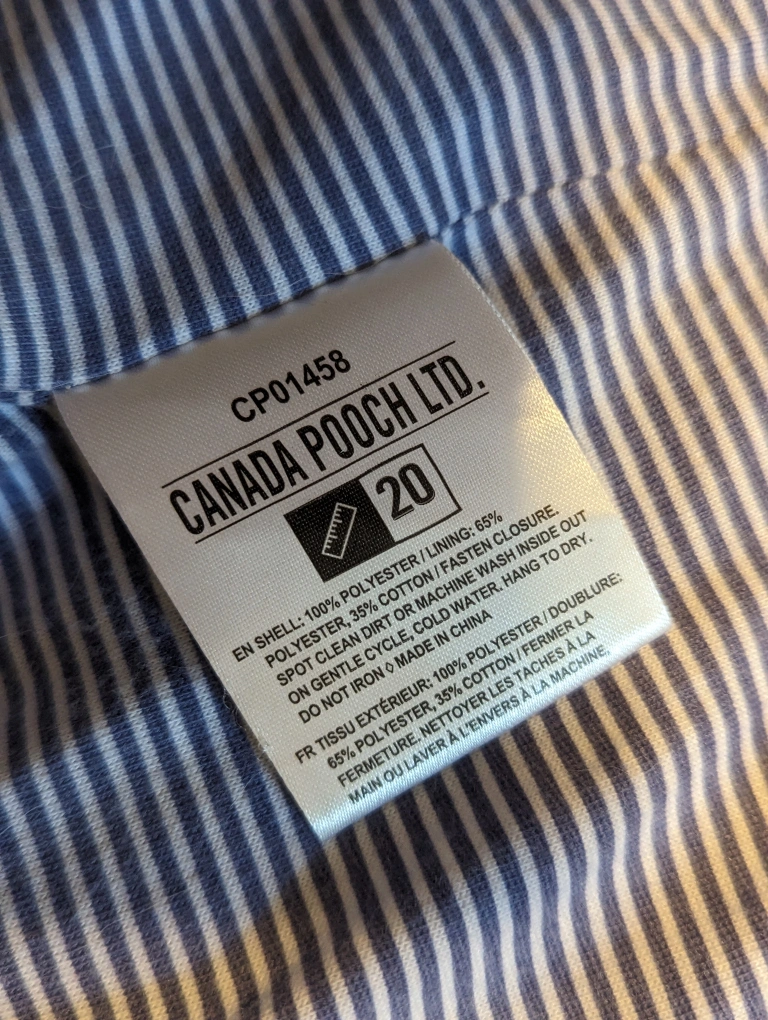 CP01458
CANADA POOCH LTD.
20
EN SHELL: 100% POLYESTER / LINING: 65%
POLYESTER, 35% COTTON / FASTEN CLOSURE.
SPOT CLEAN DIRT OR MACHINE WASH INSIDE OUT
ON GENTLE CYCLE, COLD WATER. HANG TO DRY.
DO NOT IRON ◊ MADE IN CHINA
FR TISSU EXTÉRIEUR: 100% POLYESTER / DOUBLURE:
65% POLYESTER, 35% COTTON / FERMER LA
FERMETURE. NETTOYER LES TACHES À LA
MAIN OU LAVER À L'ENVERS À LA MACHINE,